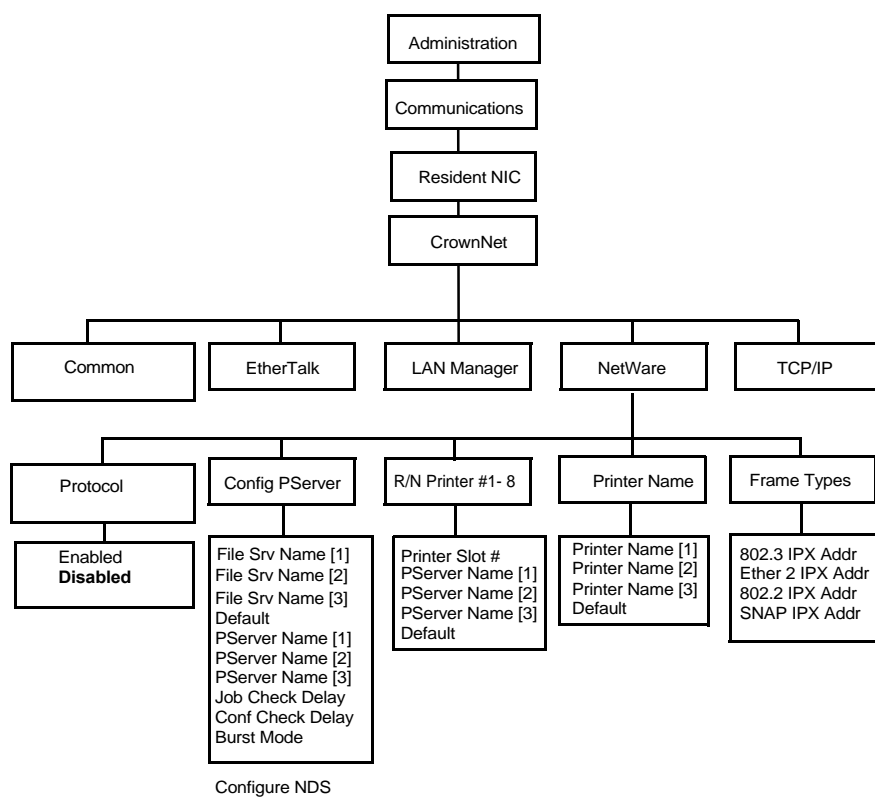 Administration
Communications
Resident NIC
CrownNet
Common
EtherTalk
LAN Manager
NetWare
TCP/IP
Protocol
Config PServer
R/N Printer #1- 8
Printer Name
Frame Types
Enabled
Disabled
File Srv Name [1]
File Srv Name [2]
File Srv Name [3]
Default
PServer Name [1]
PServer Name [2]
PServer Name [3]
Job Check Delay
Conf Check Delay
Burst Mode
Configure NDS
Printer Slot #
PServer Name [1]
PServer Name [2]
PServer Name [3]
Default
Printer Name [1]
Printer Name [2]
Printer Name [3]
Default
802.3 IPX Addr
Ether 2 IPX Addr
802.2 IPX Addr
SNAP IPX Addr